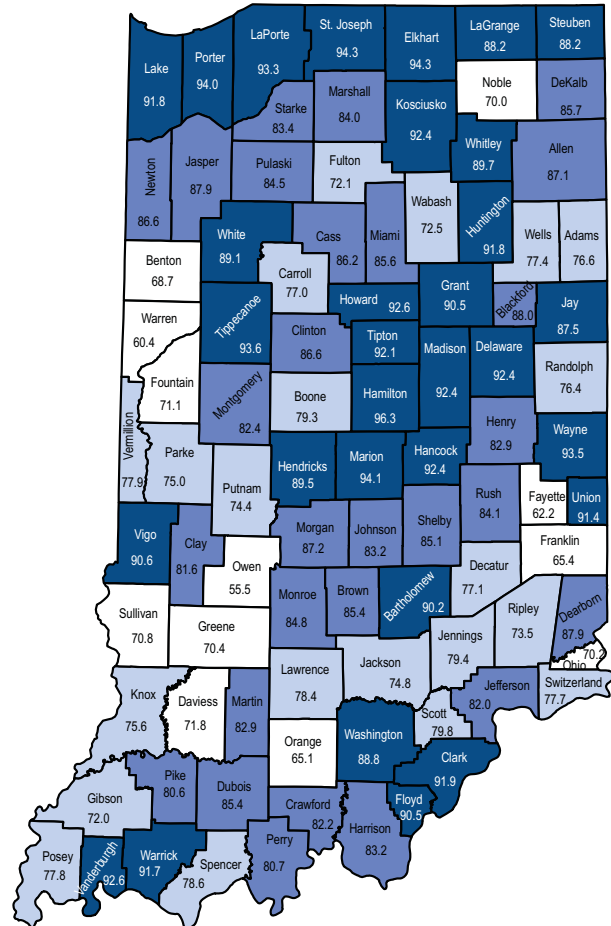 Lake
91.8
Porter
94.0
LaPorte
93.3
St. Joseph
94.3
Elkhart
94.3
LaGrange
88.2
Steuben
88.2
Noble
70.0
DeKalb
85.7
Starke
83.4
Marshall
84.0
Kosciusko
92.4
Whitley
89.7
Allen
87.1
Newton
86.6
Jasper
87.9
Pulaski
84.5
Fulton
72.1
Wabash
72.5
Huntington
91.8
Wells
77.4
Adams
76.6
White
89.1
Cass
86.2
Miami
85.6
Benton
68.7
Carroll
77.0
Howard 92.6
Grant
90.5
Blackford
88.0
Jay
87.5
Warren
60.4
Tippecanoe
93.6
Clinton
86.6
Tipton
92.1
Madison
92.4
Delaware
92.4
Randolph
76.4
Fountain
71.1
Montgomery
82.4
Boone
79.3
Hamilton
96.3
Henry
82.9
Wayne
93.5
Vermillion
77.9
Parke
75.0
Putnam
74.4
Hendricks
89.5
Marion
94.1
Hancock
92.4
Rush
84.1
Fayette
62.2
Union
91.4
Vigo
90.6
Clay
81.6
Owen
55.5
Morgan
87.2
Johnson
83.2
Shelby
85.1
Franklin
65.4
Decatur
77.1
Sullivan
70.8
Greene
70.4
Monroe
84.8
Brown
85.4
Bartholomew
90.2
Jennings
79.4
Ripley
73.5
Dearborn
87.9
70.2
Ohio
Switzerland
77.7
Knox
75.6
Daviess
71.8
Martin
82.9
Lawrence
78.4
Jackson
74.8
Scott
79.8
Jefferson
82.0
Orange
65.1
Washington
88.8
Clark
91.9
Gibson
72.0
Pike
80.6
Dubois
85.4
Crawford
82.2
Floyd
90.5
Harrison
83.2
Posey
77.8
Vanderburgh
92.6
Warrick
91.7
Spencer
78.6
Perry
80.7